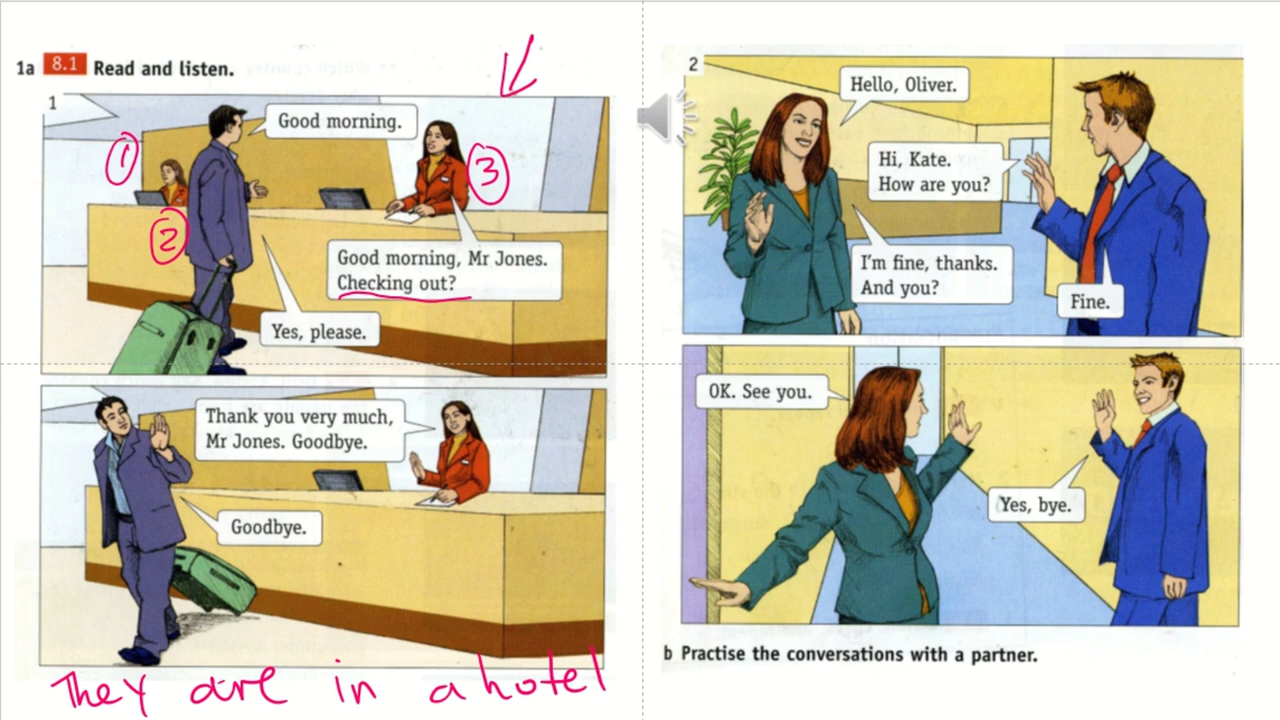 1a 8.1 Read and listen.
1
Good morning.
Good morning, Mr Jones.
Checking out?
Yes, please.
1
2
3
Thank you very much,
Mr Jones. Goodbye.
Goodbye.
They are in a hotel
2
Hello, Oliver.
Hi, Kate.
How are you?
I'm fine, thanks.
And you?
Fine.
OK. See you.
Yes, bye.
b Practise the conversations with a partner.